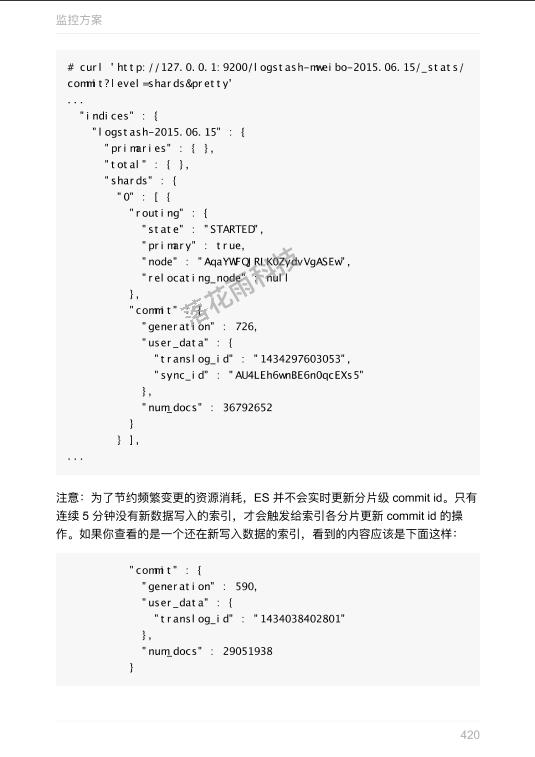 监控方案
# curl 'http://127.0.0.1:9200/logstash-mweibo-2015.06.15/_stats/
commit?level=shards&pretty'
...
"indices" : {
"logstash-2015.06.15" : {
"primaries" : { },
"total" : { },
"shards" : {
"0" : [ {
"routing" : {
"state" : "STARTED",
"primary" : true,
"node" : "AqaYWFQJRLK0ZydvVgASEw",
"relocating_node" : null
},
"commit" : {
"generation" : 726,
"user_data" : {
"translog_id" : "1434297603053",
"sync_id" : "AU4LEh6wnBE6n0qcEXs5"
},
"num_docs" : 36792652
}
} ],
...
落花雨科技
注意：为了节约频繁变更的资源消耗，ES 并不会实时更新分片级 commit id。只有
连续 5 分钟没有新数据写入的索引，才会触发给索引各分片更新 commit id 的操
作。如果你查看的是一个还在新写入数据的索引，看到的内容应该是下面这样：
"commit" : {
"generation" : 590,
"user_data" : {
"translog_id" : "1434038402801"
},
"num_docs" : 29051938
}
420